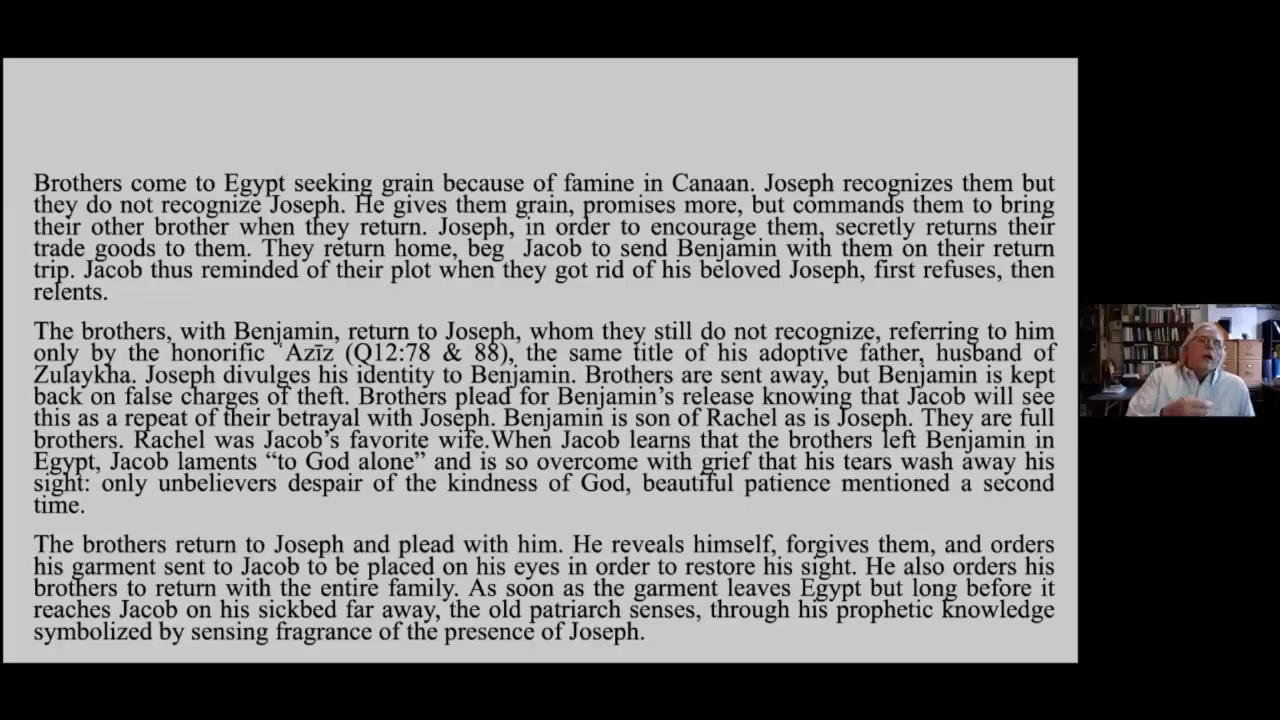 Brothers come to Egypt seeking grain because of famine in Canaan. Joseph recognizes them but
they do not recognize Joseph. He gives them grain, promises more, but commands them to bring
their other brother when they return. Joseph, in order to encourage them, secretly returns their
trade goods to them. They return home, beg Jacob to send Benjamin with them on their return
trip. Jacob thus reminded of their plot when they got rid of his beloved Joseph, first refuses, then
relents.
The brothers, with Benjamin, return to Joseph, whom they still do not recognize, referring to him
only by the honorific ʿAzīz (Q12:78 & 88), the same title of his adoptive father, husband of
Zulaykha. Joseph divulges his identity to Benjamin. Brothers are sent away, but Benjamin is kept
back on false charges of theft. Brothers plead for Benjamin’s release knowing that Jacob will see
this as a repeat of their betrayal with Joseph. Benjamin is son of Rachel as is Joseph. They are full
brothers. Rachel was Jacob’s favorite wife.When Jacob learns that the brothers left Benjamin in
Egypt, Jacob laments “to God alone” and is so overcome with grief that his tears wash away his
sight: only unbelievers despair of the kindness of God, beautiful patience mentioned a second
time.
The brothers return to Joseph and plead with him. He reveals himself, forgives them, and orders
his garment sent to Jacob to be placed on his eyes in order to restore his sight. He also orders his
brothers to return with the entire family. As soon as the garment leaves Egypt but long before it
reaches Jacob on his sickbed far away, the old patriarch senses, through his prophetic knowledge
symbolized by sensing fragrance of the presence of Joseph.